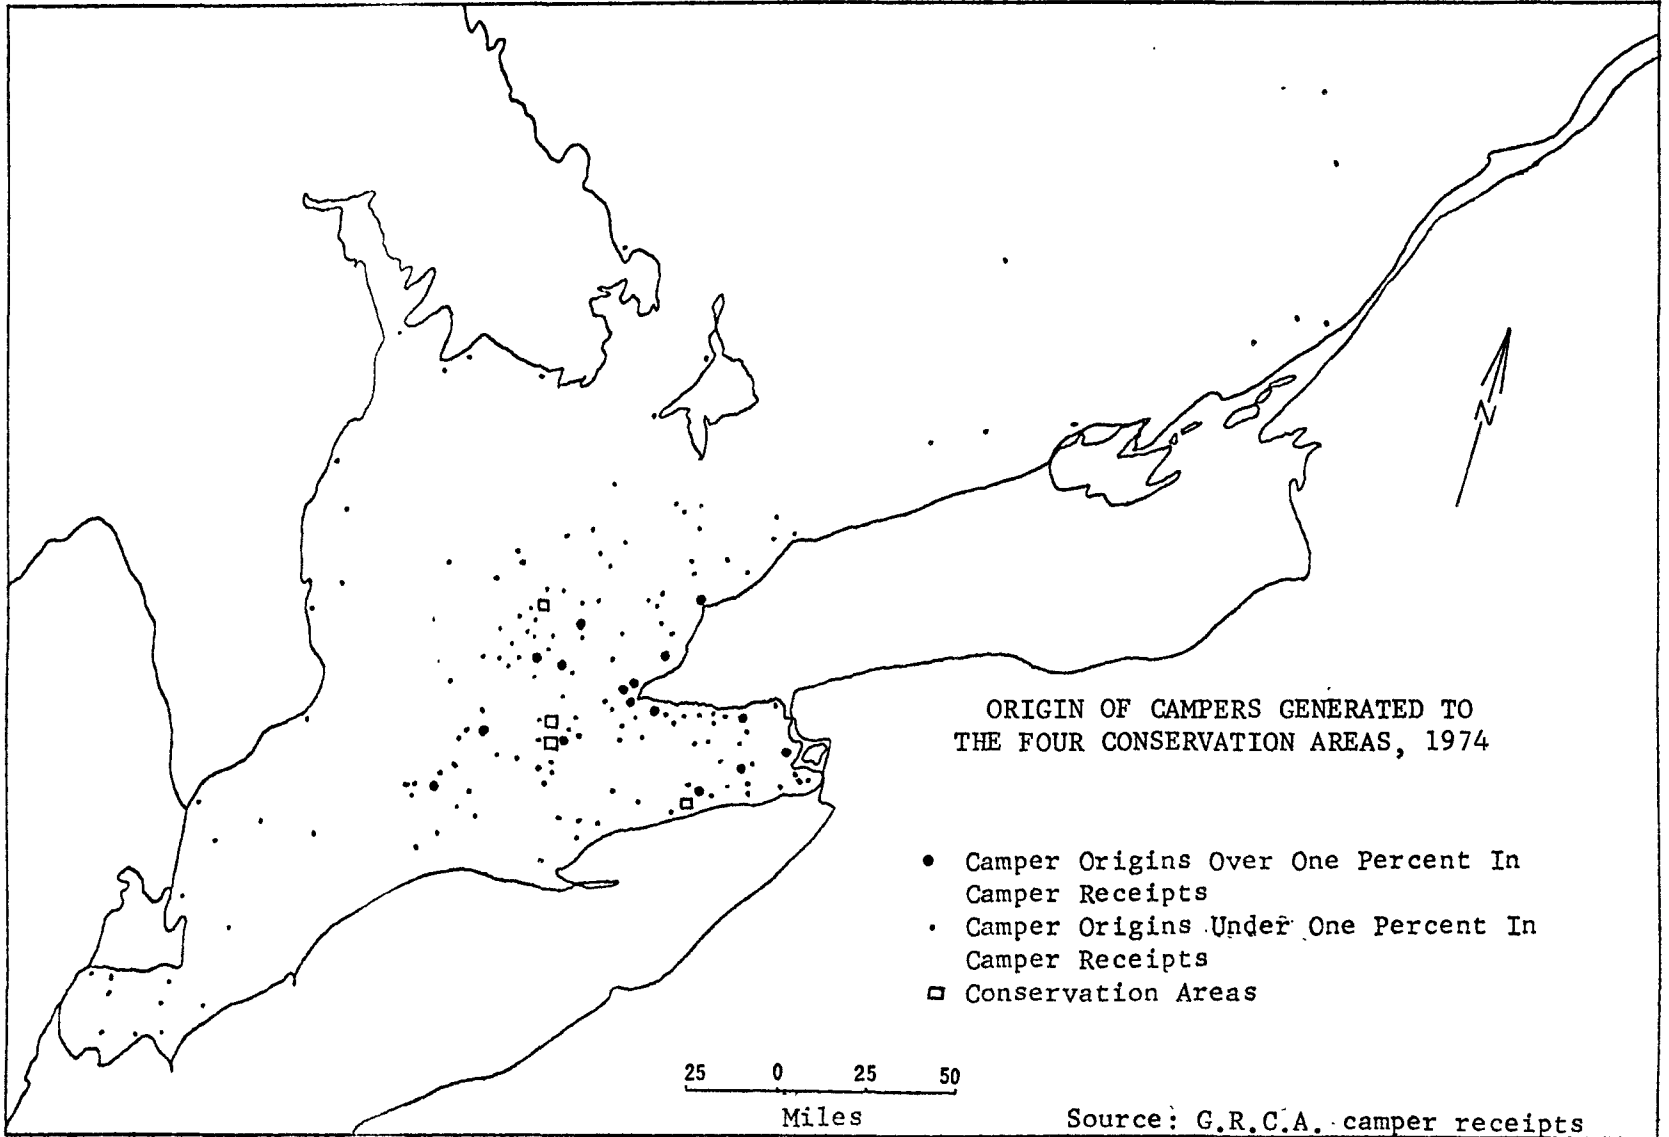 N
ORIGIN OF CAMPERS GENERATED TO
THE FOUR CONSERVATION AREAS, 1974
Camper Origins Over One Percent In
Camper Receipts
Camper Origins Under One Percent In
Camper Receipts
Conservation Areas
25 0 25 50
Miles
Source: G.R.C.A. camper receipts